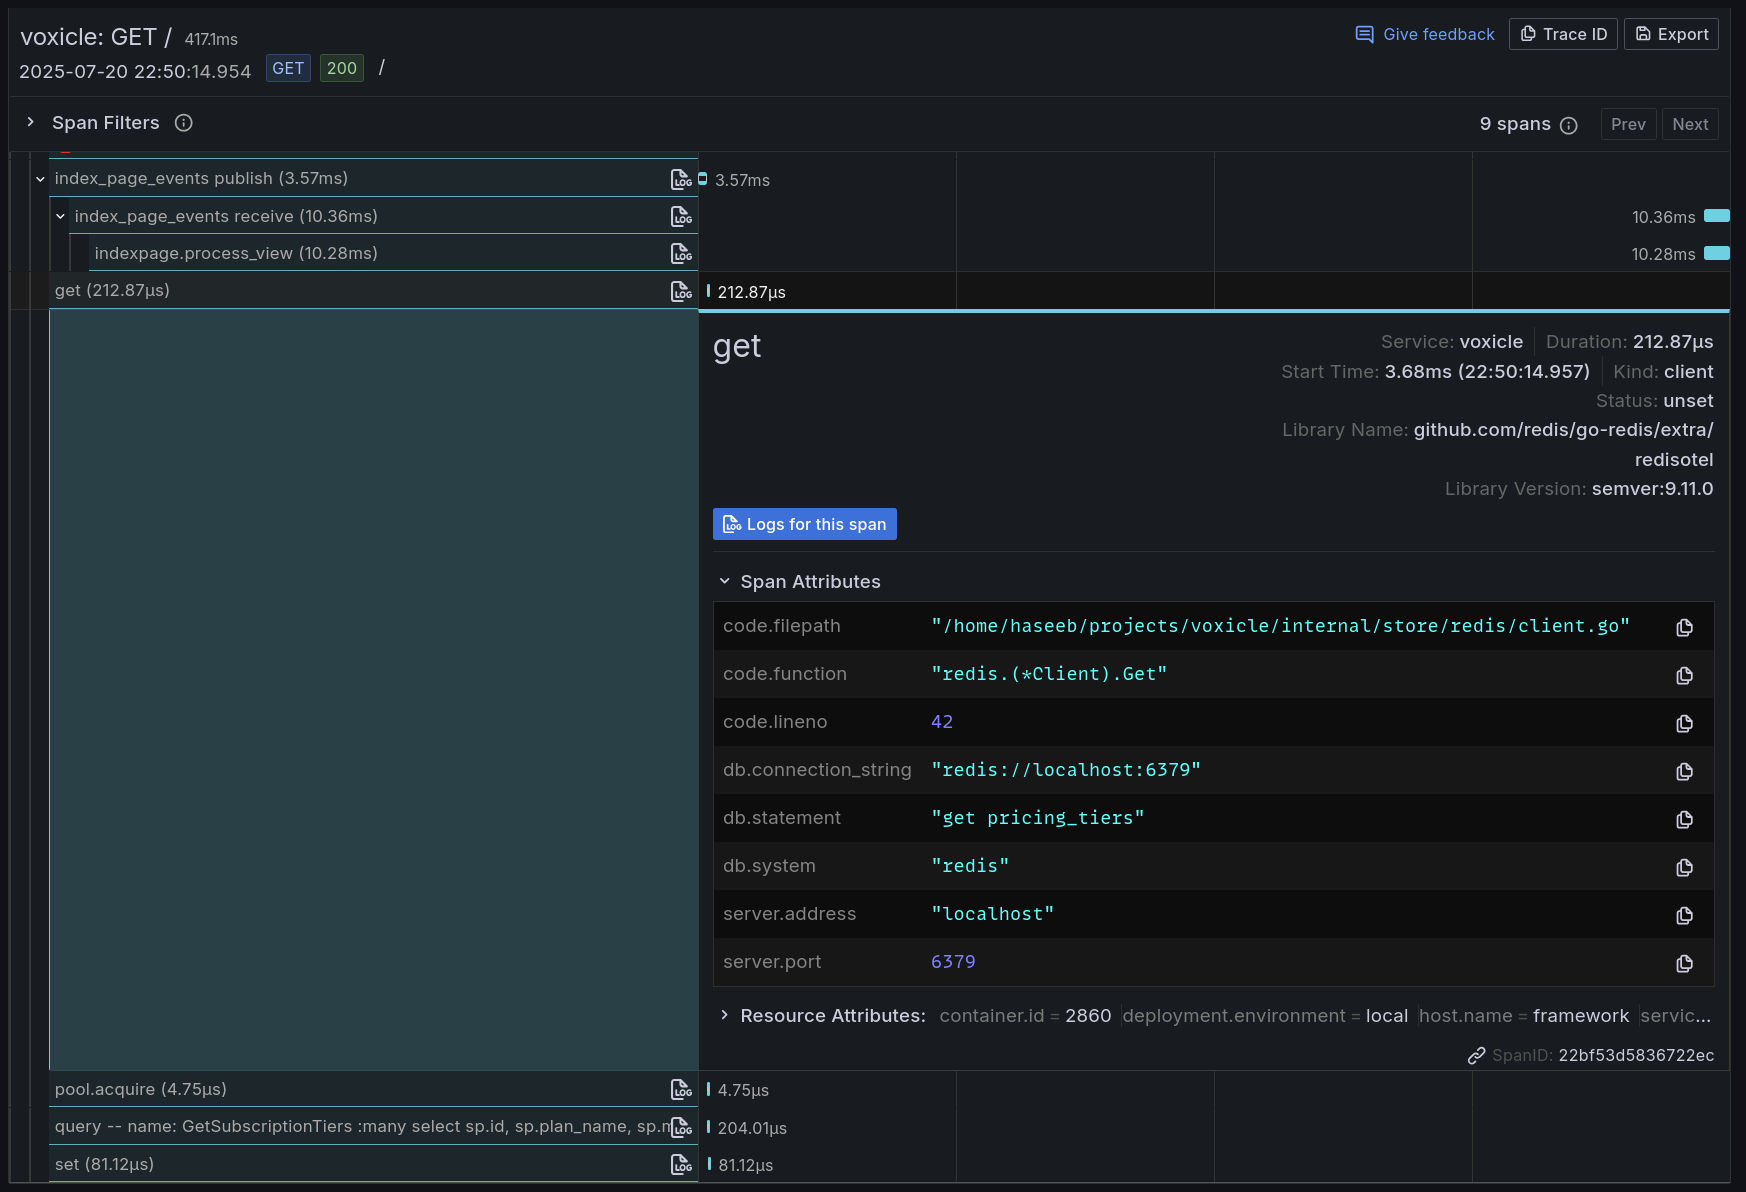 voxicle: GET / 417.1ms
Give feedback
Trace ID
Export
2025-07-20 22:50:14.954 GET 200 /
Span Filters
9 spans
Prev
Next
index_page_events publish (3.57ms)
LOG
3.57ms
index_page_events receive (10.36ms)
LOG
10.36ms
indexpage.process_view (10.28ms)
LOG
10.28ms
get (212.87μs)
LOG
212.87μs
get
Service: voxicle
Duration: 212.87μs
Start Time: 3.68ms (22:50:14.957)
Kind: client
Status: unset
Library Name: github.com/redis/go-redis/extra/
redisotel
Library Version: semver:9.11.0
LOG Logs for this span
Span Attributes
code.filepath "/home/haseeb/projects/voxicle/internal/store/redis/client.go"
code.function "redis.(*Client).Get"
code.lineno 42
db.connection_string "redis://localhost:6379"
db.statement "get pricing_tiers"
db.system "redis"
server.address "localhost"
server.port 6379
Resource Attributes: container.id = 2860 deployment.environment = local host.name = framework servic...
SpanID: 22bf53d5836722ec
pool.acquire (4.75μs)
LOG
4.75μs
query -- name: GetSubscriptionTiers :many select sp.id, sp.plan_name, sp.m
LOG
204.01μs
set (81.12μs)
LOG
81.12μs